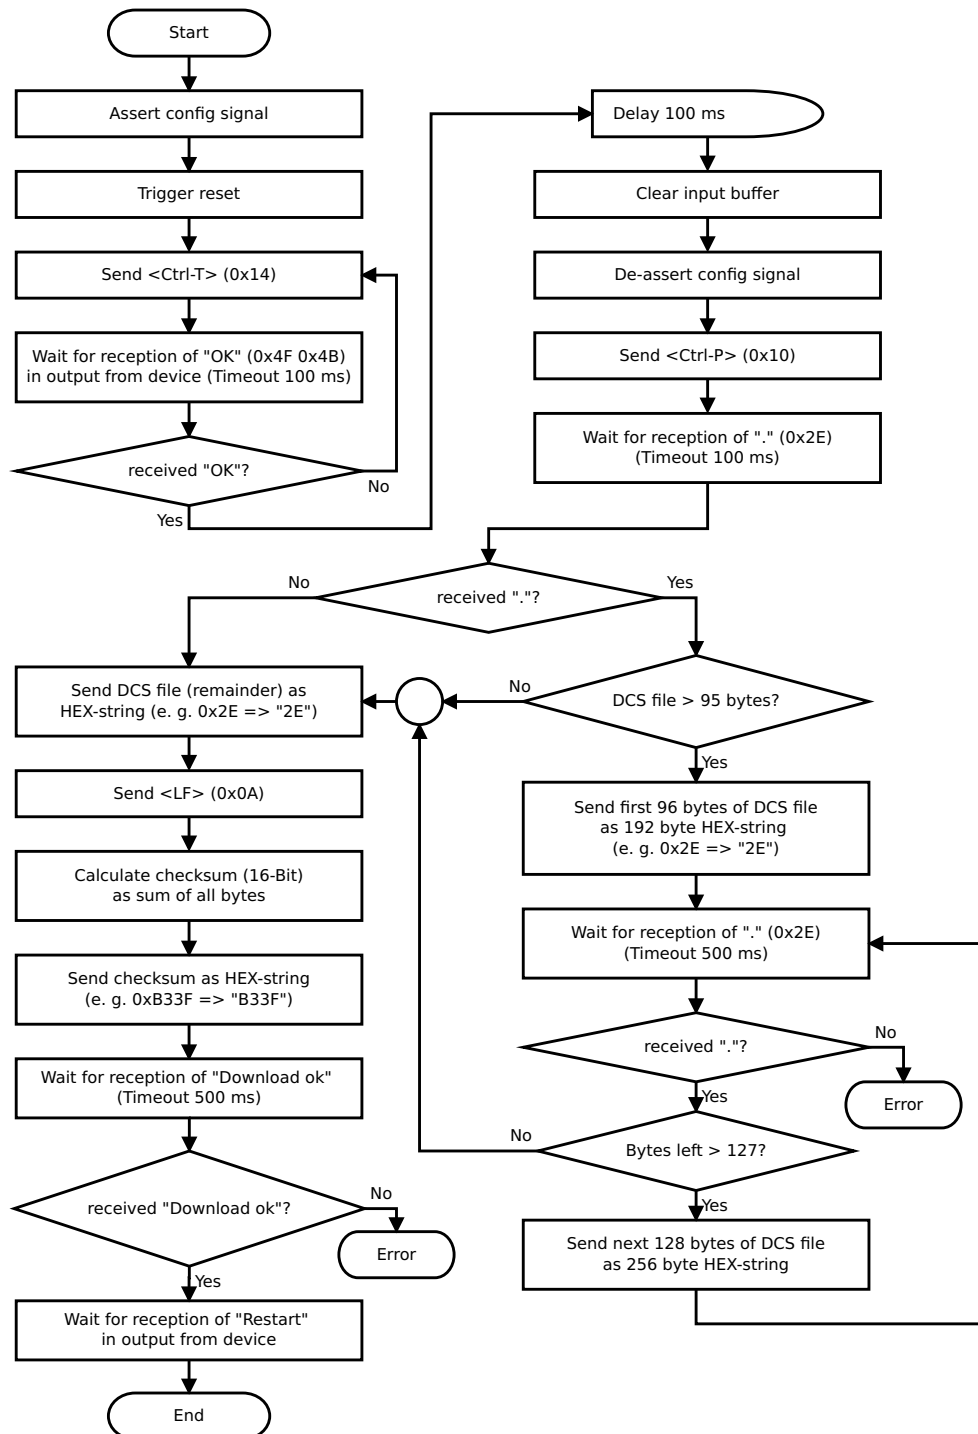 Start
Assert config signal
Trigger reset
Send <Ctrl-T> (0x14)
Wait for reception of "OK" (0x4F 0x4B)
in output from device (Timeout 100 ms)
received "OK"?
No
Yes
Delay 100 ms
Clear input buffer
De-assert config signal
Send <Ctrl-P> (0x10)
Wait for reception of "." (0x2E)
(Timeout 100 ms)
received "."?
No
Yes
Send DCS file (remainder) as
HEX-string (e. g. 0x2E => "2E")
Send <LF> (0x0A)
Calculate checksum (16-Bit)
as sum of all bytes
Send checksum as HEX-string
(e. g. 0xB33F => "B33F")
Wait for reception of "Download ok"
(Timeout 500 ms)
received "Download ok"?
No
Error
Yes
Wait for reception of "Restart"
in output from device
End
DCS file > 95 bytes?
No
Yes
Send first 96 bytes of DCS file
as 192 byte HEX-string
(e. g. 0x2E => "2E")
Wait for reception of "." (0x2E)
(Timeout 500 ms)
received "."?
No
Error
Yes
Bytes left > 127?
No
Yes
Send next 128 bytes of DCS file
as 256 byte HEX-string